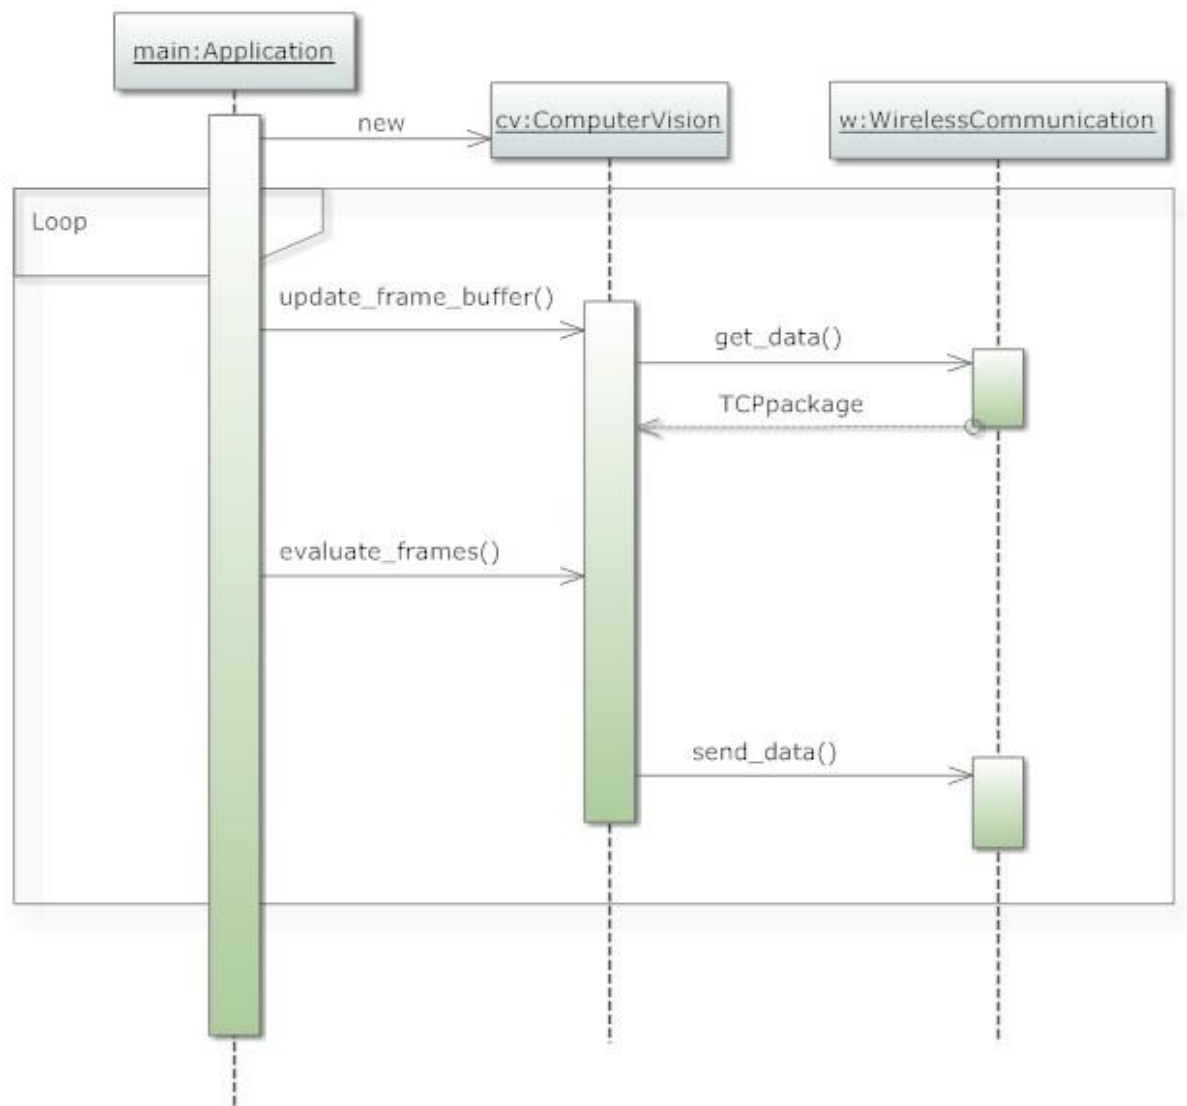 main:Application
cv:ComputerVision
w:WirelessCommunication
new
Loop
update_frame_buffer()
get_data()
TCPpackage
evaluate_frames()
send_data()